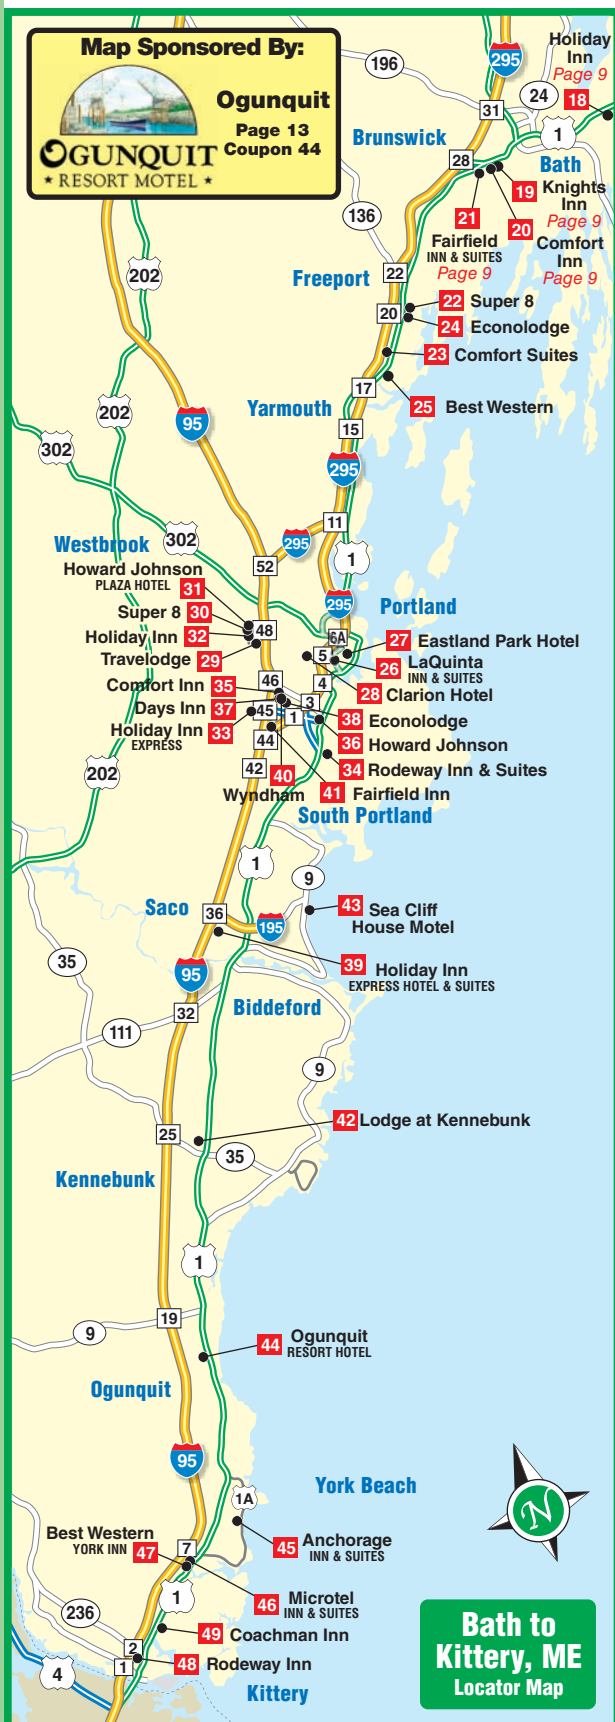 Map Sponsored By:
Ogunquit
Page 13
Coupon 44
OGUNQUIT
★ RESORT MOTEL ★
196
295
Holiday
Inn
Page 9
18
24
31
1
Brunswick
28
Bath
19 Knights
Inn
Page 9
20
Comfort
Inn
Page 9
21
Fairfield
INN & SUITES
Page 9
136
202
Freeport
22
22 Super 8
20
24 Econolodge
23 Comfort Suites
17
25 Best Western
Yarmouth
15
202
95
302
295
11
302
295
1
Westbrook
52
Howard Johnson
PLAZA HOTEL
31
295
Portland
Super 8 30
48
Holiday Inn 32
Travelodge 29
6A
27 Eastland Park Hotel
5
26 LaQuinta
INN & SUITES
28 Clarion Hotel
Comfort Inn 35
46
4
Days Inn 37
45
3
1
38 Econolodge
Holiday Inn 33
EXPRESS
44
36 Howard Johnson
42
34 Rodeway Inn & Suites
202
40
Wyndham
41 Fairfield Inn
South Portland
1
9
Saco
36
195
43 Sea Cliff
House Motel
35
95
39 Holiday Inn
EXPRESS HOTEL & SUITES
32
Biddeford
111
9
25
42 Lodge at Kennebunk
35
Kennebunk
1
19
9
44 Ogunquit
RESORT HOTEL
Ogunquit
95
York Beach
1A
N
Best Western
YORK INN 47
7
45 Anchorage
INN & SUITES
1
46 Microtel
INN & SUITES
236
49 Coachman Inn
2
1
48 Rodeway Inn
4
Kittery
Bath to
Kittery, ME
Locator Map